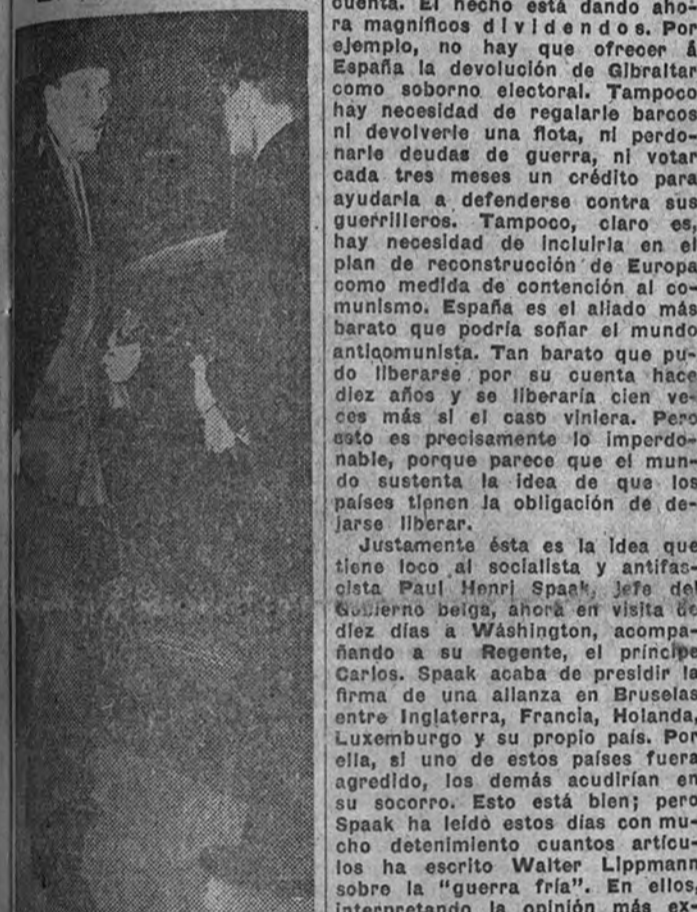 cuenta. El hecho está dando aho-
ra magníficos dividendos. Por
ejemplo, no hay que ofrecer á
España la devolución de Gibraltar
como soborno electoral. Tampoco
hay necesidad de regalarle barcos
ni devolverle una flota, ni perdo-
narle deudas de guerra, ni votar
cada tres meses un crédito para
ayudarla a defenderse contra sus
guerrilleros. Tampoco, claro es,
hay necesidad de incluirla en el
plan de reconstrucción de Europa
como medida de contención al co-
munismo. España es el aliado más
barato que podría soñar el mundo
anticomunista. Tan barato que pu-
do liberarse por su cuenta hace
diez años y se liberaría cien ve-
ces más si el caso viniera. Pero
esto es precisamente lo imperdo-
nable, porque parece que el mun-
do sustenta la idea de que los
países tienen la obligación de de-
jarse liberar.
Justamente ésta es la idea que
tiene loco al socialista y antifas-
cista Paul Henri Spaak, jefe del
Gobierno belga, ahora en visita de
diez días a Wáshington, acompa-
ñando a su Regente, el príncipe
Carlos. Spaak acaba de presidir la
firma de una alianza en Bruselas
entre Inglaterra, Francia, Holanda,
Luxemburgo y su propio país. Por
ella, si uno de estos países fuera
agredido, los demás acudirían en
su socorro. Esto está bien; pero
Spaak ha leído estos días con mu-
cho detenimiento cuantos artícu-
los ha escrito Walter Lippmann
sobre la "guerra fría". En ellos,
interpretando la opinión más ex-